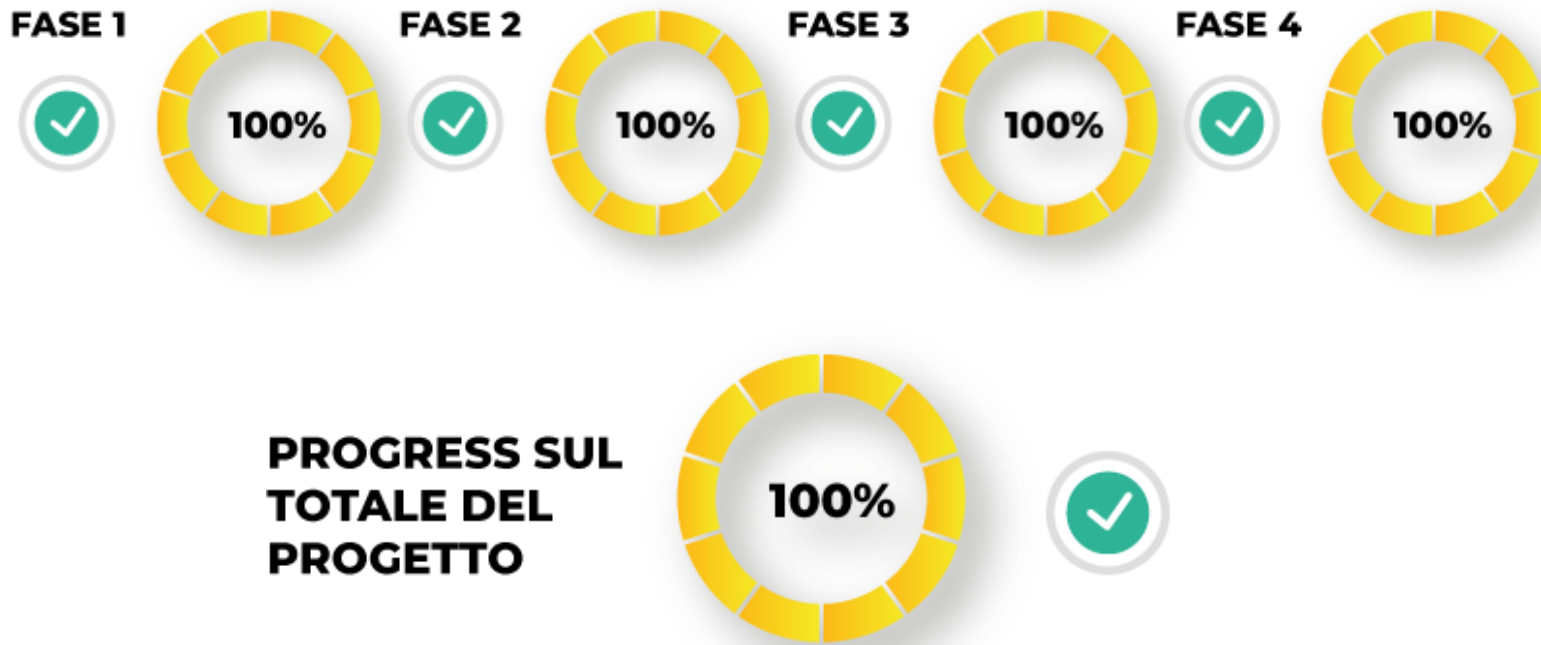 FASE 1
100%
FASE 2
100%
FASE 3
100%
FASE 4
100%
PROGRESS SUL
TOTALE DEL
PROGETTO
100%